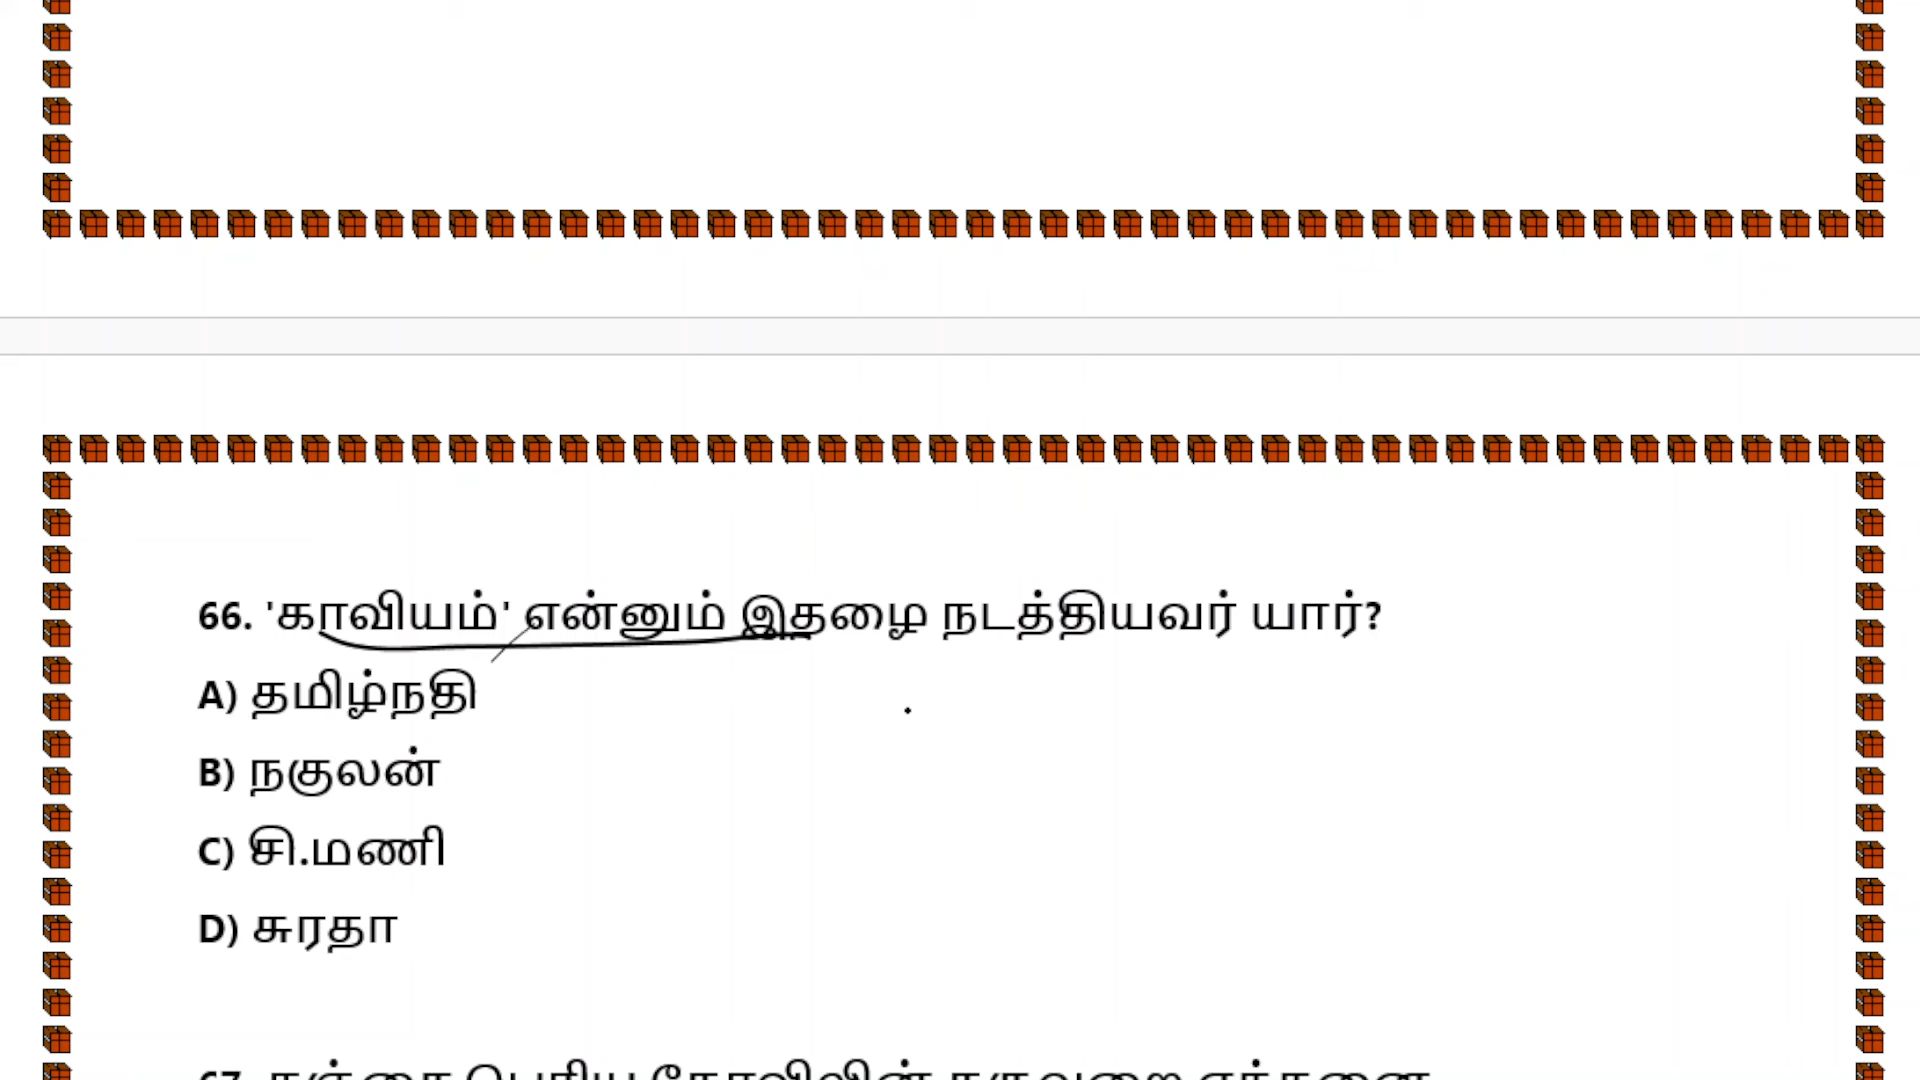 66. 'காவியம்' என்னும் இதழை நடத்தியவர் யார்?
A) தமிழ்நதி
B) நகுலன்
C) சி.மணி
D) சுரதா